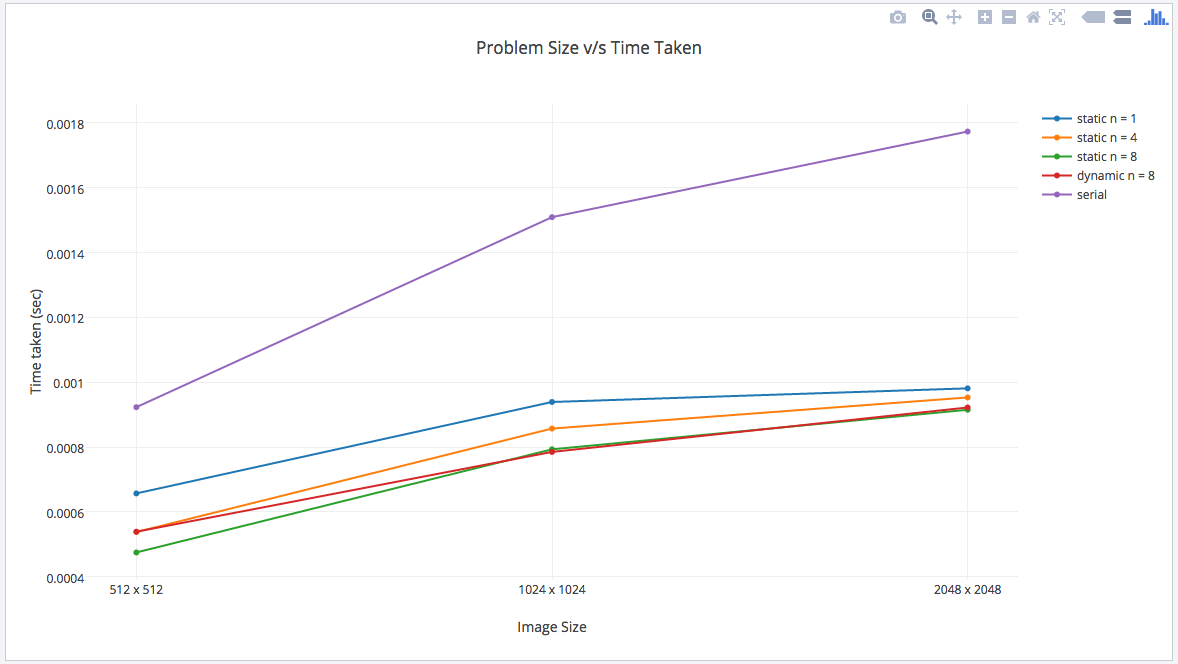 Problem Size v/s Time Taken
0.0018
0.0016
0.0014
0.0012
0.001
0.0008
0.0006
0.0004
Time taken (sec)
512 x 512
1024 x 1024
2048 x 2048
Image Size
static n = 1
static n = 4
static n = 8
dynamic n = 8
serial